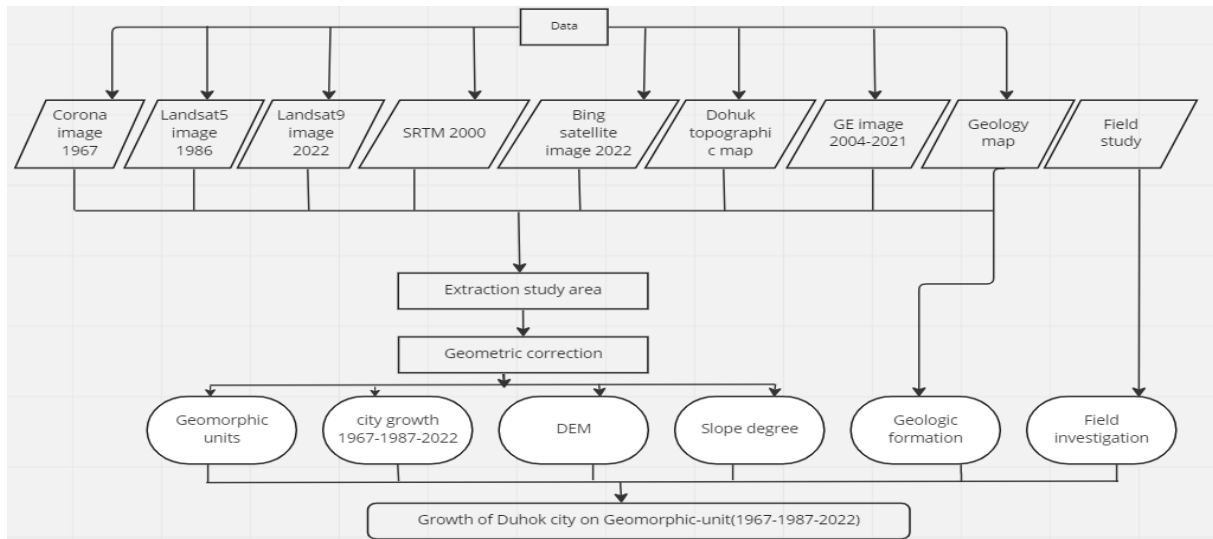 Data
Corona
image
1967
Landsat5
image
1986
Landsat9
image
2022
SRTM 2000
Bing
satellite
image 2022
Dohuk
topographi
c map
GE image
2004-2021
Geology
map
Field
study
Extraction study area
Geometric correction
Geomorphic
units
city growth
1967-1987-2022
DEM
Slope degree
Geologic
formation
Field
investigation
Growth of Duhok city on Geomorphic-unit(1967-1987-2022)